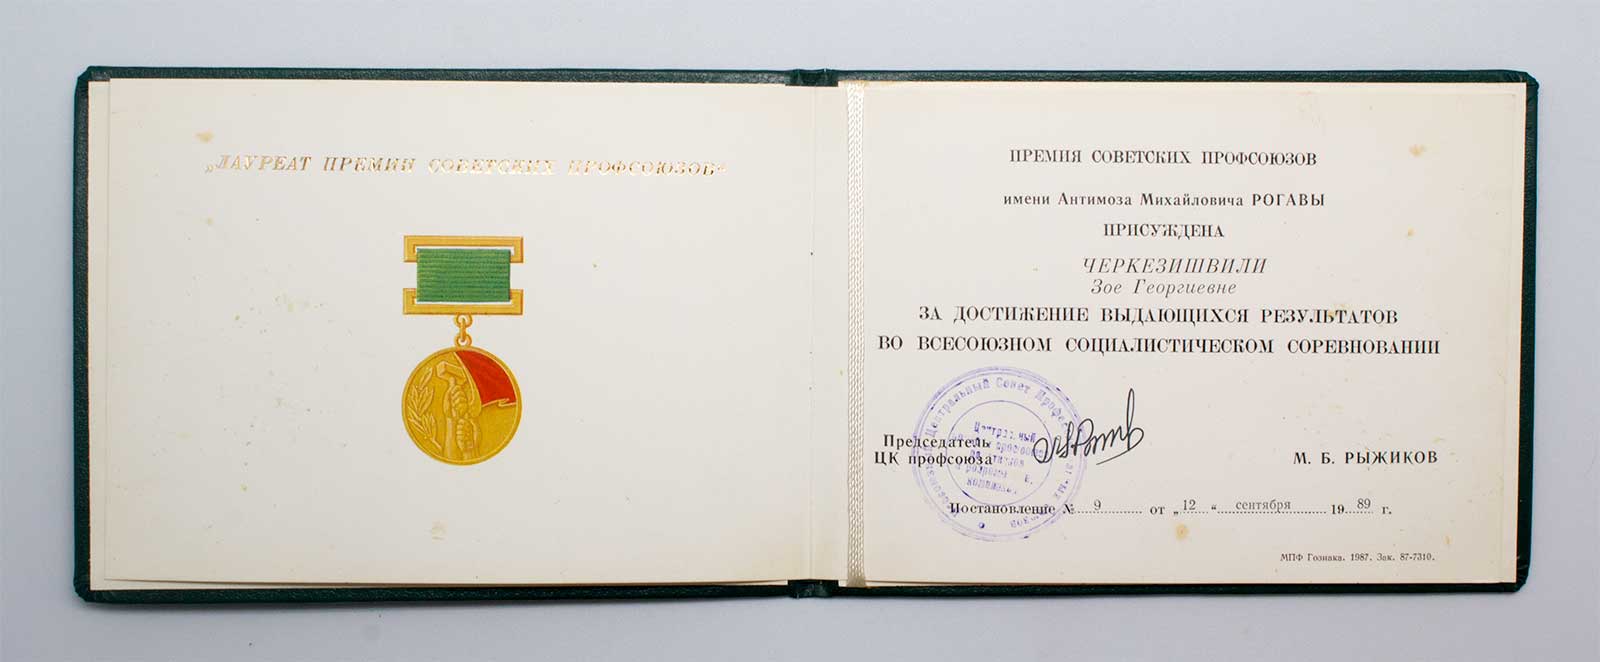 „ЛАУРЕАТ ПРЕМИИ СОВЕТСКИХ ПРОФСОЮЗОВ“
ПРЕМИЯ СОВЕТСКИХ ПРОФСОЮЗОВ
имени Антимоза Михайловича РОГАВЫ
ПРИСУЖДЕНА
ЧЕРКЕЗИШВИЛИ
Зое Георгиевне
ЗА ДОСТИЖЕНИЕ ВЫДАЮЩИХСЯ РЕЗУЛЬТАТОВ
ВО ВСЕСОЮЗНОМ СОЦИАЛИСТИЧЕСКОМ СОРЕВНОВАНИИ
Центральный Совет
Председатель
ЦК профсоюза
М. Б. РЫЖИКОВ
Постановление № 9 от „12“ сентября 1989 г.
МПФ Гознака. 1987. Зак. 87-7310.